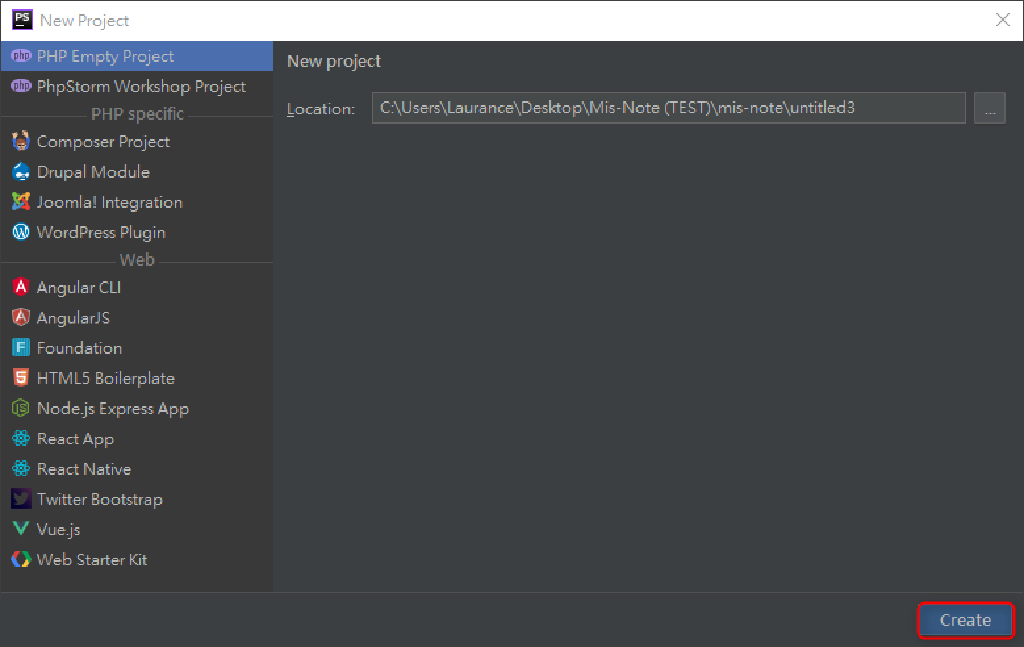 PS New Project
php PHP Empty Project
php PhpStorm Workshop Project
PHP specific
Composer Project
Drupal Module
Joomla! Integration
WordPress Plugin
Web
Angular CLI
AngularJS
Foundation
HTML5 Boilerplate
Node.js Express App
React App
React Native
Twitter Bootstrap
Vue.js
Web Starter Kit
New project
Location: C:\Users\Laurance\Desktop\Mis-Note (TEST)\mis-note\untitled3 ...
Create